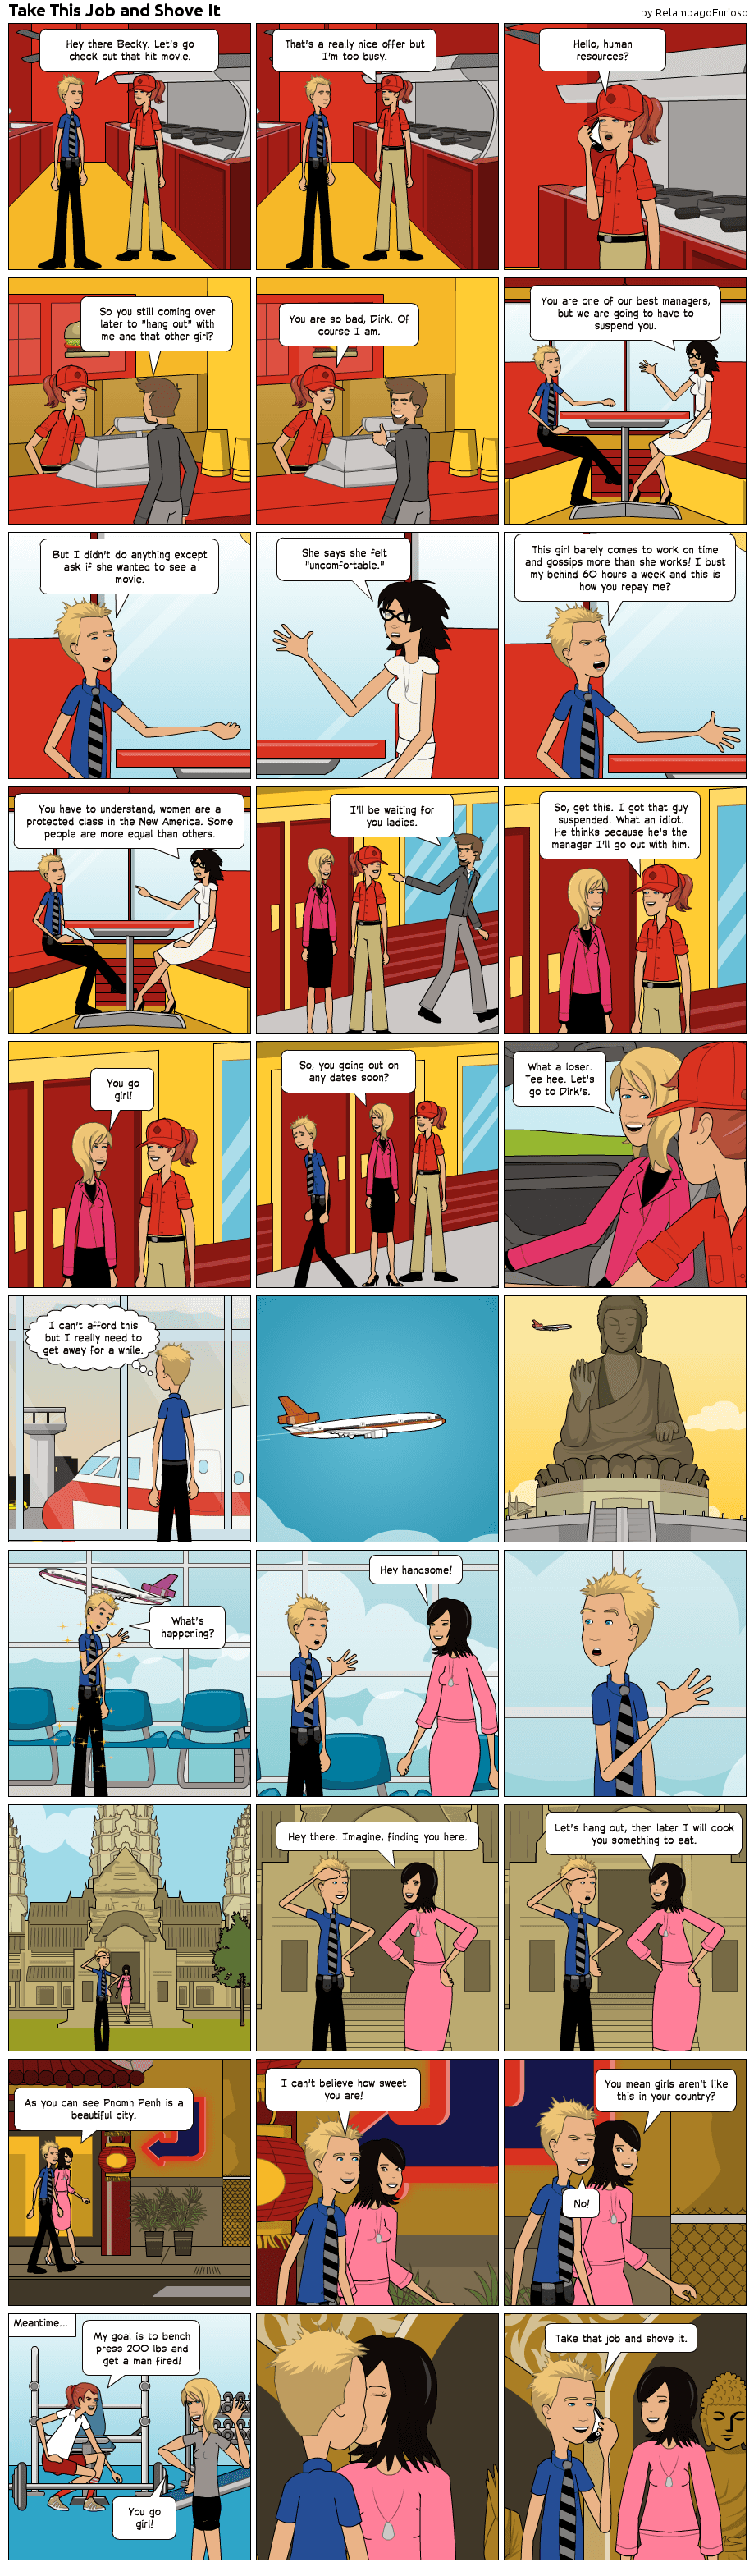 Take This Job and Shove It
by RelampagoFurioso
Hey there Becky. Let's go
check out that hit movie.
That's a really nice offer but
I'm too busy.
Hello, human
resources?
So you still coming over
later to "hang out" with
me and that other girl?
You are so bad, Dirk. Of
course I am.
You are one of our best managers,
but we are going to have to
suspend you.
But I didn't do anything except
ask if she wanted to see a
movie.
She says she felt
"uncomfortable."
This girl barely comes to work on time
and gossips more than she works! I bust
my behind 60 hours a week and this is
how you repay me?
You have to understand, women are a
protected class in the New America. Some
people are more equal than others.
I'll be waiting for
you ladies.
So, get this. I got that guy
suspended. What an idiot.
He thinks because he's the
manager I'll go out with him.
You go
girl!
So, you going out on
any dates soon?
What a loser.
Tee hee. Let's
go to Dirk's.
I can't afford this
but I really need to
get away for a while.
What's
happening?
Hey handsome!
Hey there. Imagine, finding you here.
Let's hang out, then later I will cook
you something to eat.
As you can see Pnomh Penh is a
beautiful city.
I can't believe how sweet
you are!
You mean girls aren't like
this in your country?
No!
Meantime...
My goal is to bench
press 200 lbs and
get a man fired!
You go
girl!
Take that job and shove it.